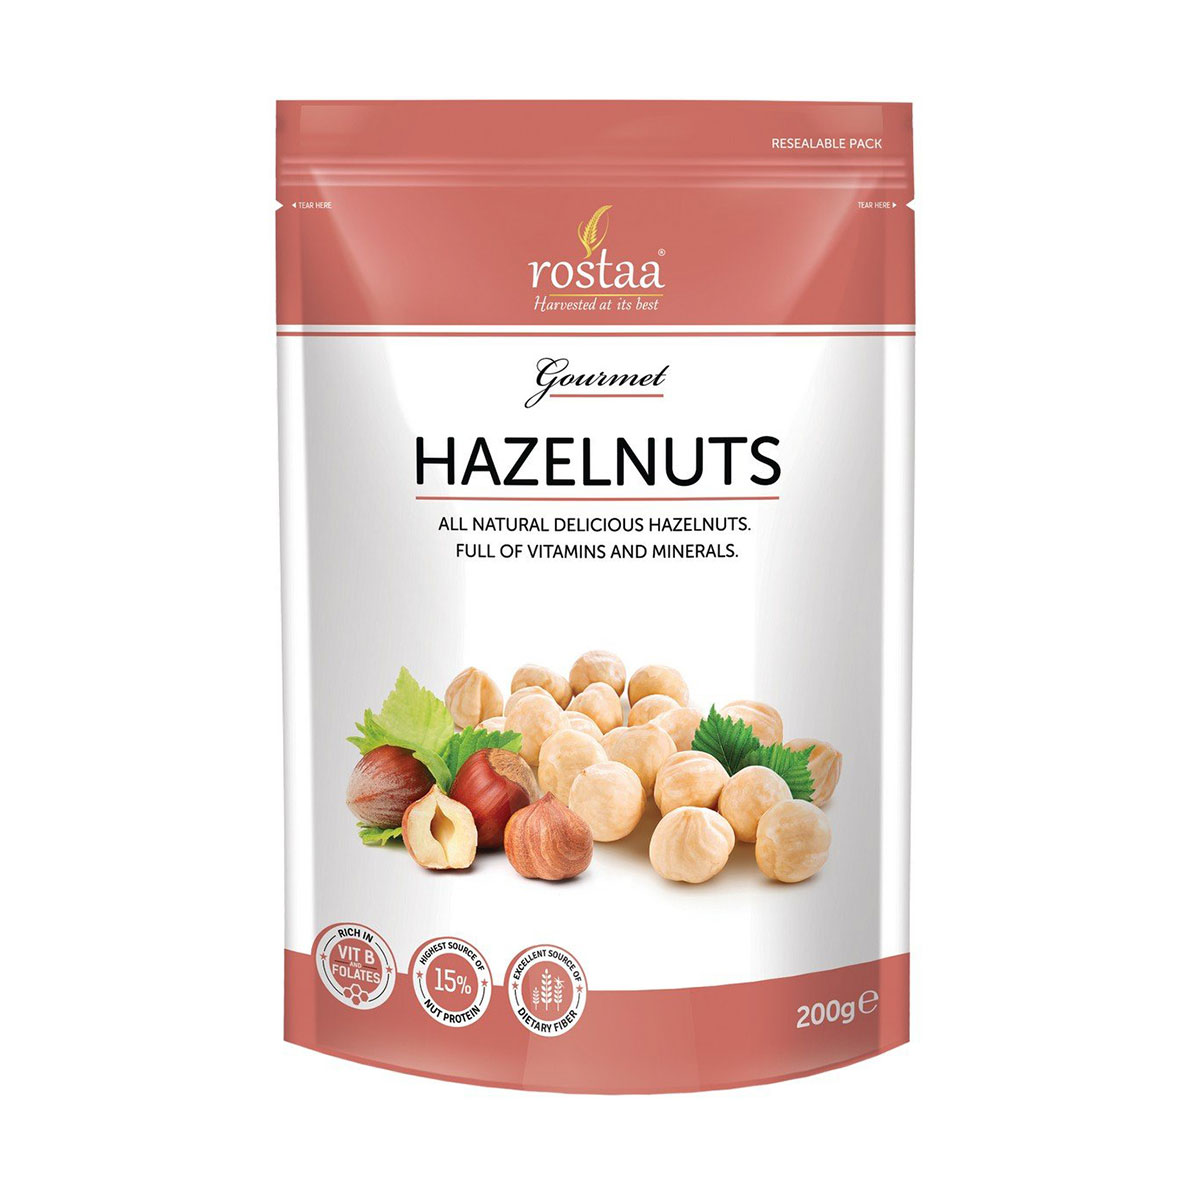 RESEALABLE PACK
TEAR HERE
TEAR HERE
rostaa®
Harvested at its best
Gourmet
HAZELNUTS
ALL NATURAL DELICIOUS HAZELNUTS.
FULL OF VITAMINS AND MINERALS.
RICH IN
VIT B
AND
FOLATES
HIGHEST SOURCE OF
15%
NUT PROTEIN
EXCELLENT SOURCE OF
DIETARY FIBER
200g℮